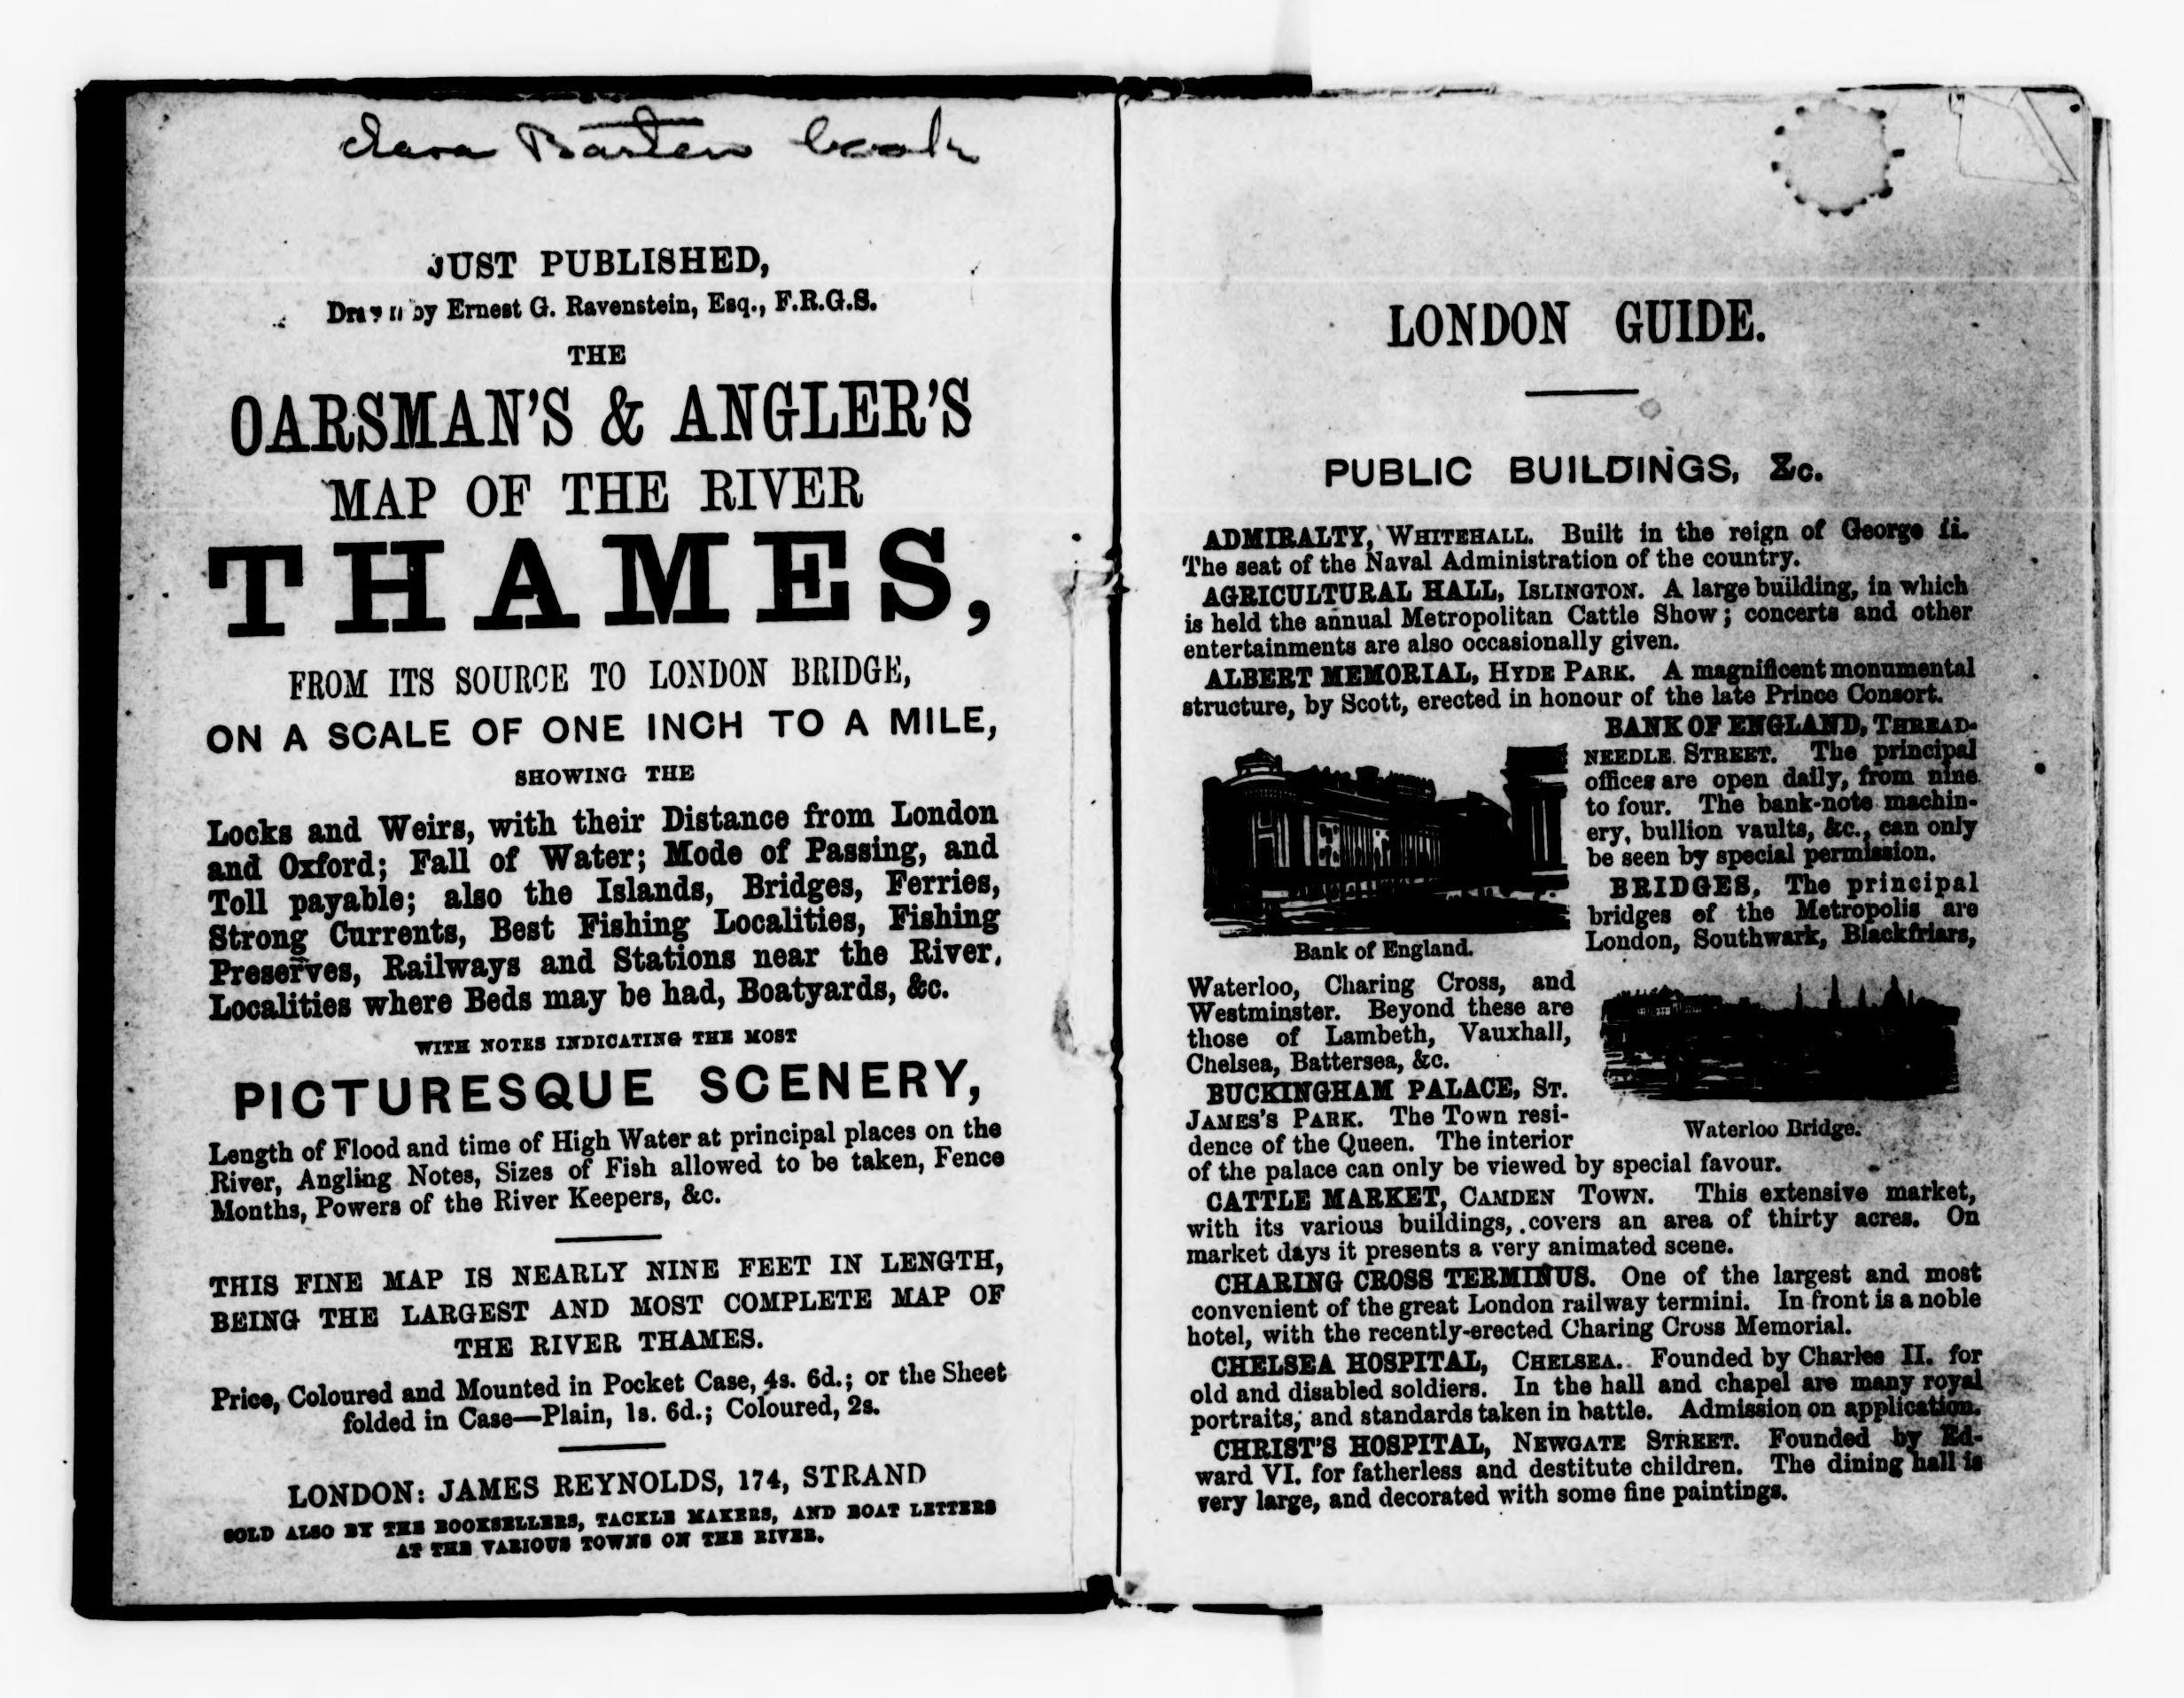 Clara Barton book
JUST PUBLISHED,
Drawn by Ernest G. Ravenstein, Esq., F.R.G.S.
THE
OARSMAN'S & ANGLER'S
MAP OF THE RIVER
THAMES,
FROM ITS SOURCE TO LONDON BRIDGE,
ON A SCALE OF ONE INCH TO A MILE,
SHOWING THE
Locks and Weirs, with their Distance from London
and Oxford; Fall of Water; Mode of Passing, and
Toll payable; also the Islands, Bridges, Ferries,
Strong Currents, Best Fishing Localities, Fishing
Preserves, Railways and Stations near the River,
Localities where Beds may be had, Boatyards, &c.
WITH NOTES INDICATING THE MOST
PICTURESQUE SCENERY,
Length of Flood and time of High Water at principal places on the
River, Angling Notes, Sizes of Fish allowed to be taken, Fence
Months, Powers of the River Keepers, &c.
THIS FINE MAP IS NEARLY NINE FEET IN LENGTH,
BEING THE LARGEST AND MOST COMPLETE MAP OF
THE RIVER THAMES.
Price, Coloured and Mounted in Pocket Case, 4s. 6d.; or the Sheet
folded in Case—Plain, 1s. 6d.; Coloured, 2s.
LONDON: JAMES REYNOLDS, 174, STRAND
SOLD ALSO BY THE BOOKSELLERS, TACKLE MAKERS, AND BOAT LETTERS
AT THE VARIOUS TOWNS ON THE RIVER.
LONDON GUIDE.
PUBLIC BUILDINGS, &c.
ADMIRALTY, WHITEHALL. Built in the reign of George II.
The seat of the Naval Administration of the country.
AGRICULTURAL HALL, ISLINGTON. A large building, in which
is held the annual Metropolitan Cattle Show; concerts and other
entertainments are also occasionally given.
ALBERT MEMORIAL, HYDE PARK. A magnificent monumental
structure, by Scott, erected in honour of the late Prince Consort.
BANK OF ENGLAND, THREAD-
NEEDLE STREET. The principal
offices are open daily, from nine
to four. The bank-note machin-
ery, bullion vaults, &c., can only
be seen by special permission.
BRIDGES. The principal
bridges of the Metropolis are
London, Southwark, Blackfriars,
Bank of England.
Waterloo, Charing Cross, and
Westminster. Beyond these are
those of Lambeth, Vauxhall,
Chelsea, Battersea, &c.
BUCKINGHAM PALACE, ST.
JAMES'S PARK. The Town resi-
dence of the Queen. The interior
Waterloo Bridge.
of the palace can only be viewed by special favour.
CATTLE MARKET, CAMDEN TOWN. This extensive market,
with its various buildings, covers an area of thirty acres. On
market days it presents a very animated scene.
CHARING CROSS TERMINUS. One of the largest and most
convenient of the great London railway termini. In front is a noble
hotel, with the recently-erected Charing Cross Memorial.
CHELSEA HOSPITAL, CHELSEA. Founded by Charles II. for
old and disabled soldiers. In the hall and chapel are many royal
portraits, and standards taken in battle. Admission on application.
CHRIST'S HOSPITAL, NEWGATE STREET. Founded by Ed-
ward VI. for fatherless and destitute children. The dining hall is
very large, and decorated with some fine paintings.